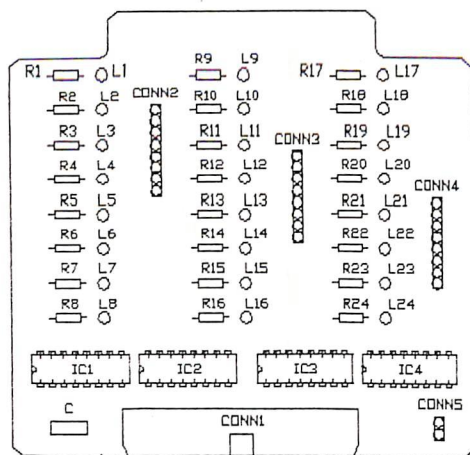 R1 L1 R9 L9 R17 L17
R2 L2 CONN2 R10 L10 R18 L18
R3 L3 R11 L11 CONN3 R19 L19
R4 L4 R12 L12 R20 L20 CONN4
R5 L5 R13 L13 R21 L21
R6 L6 R14 L14 R22 L22
R7 L7 R15 L15 R23 L23
R8 L8 R16 L16 R24 L24
IC1 IC2 IC3 IC4
C CONN1 CONN5